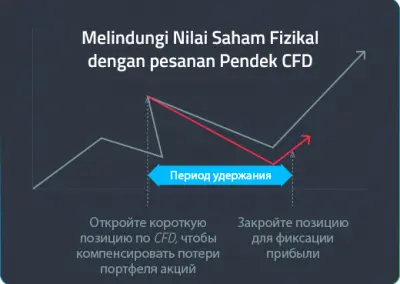 Melindungi Nilai Saham Fizikal
dengan pesanan Pendek CFD
Период удержания
Откройте короткую
позицию по CFD, чтобы
компенсировать потери
портфеля акций
Закройте позицию
для фиксации
прибыли